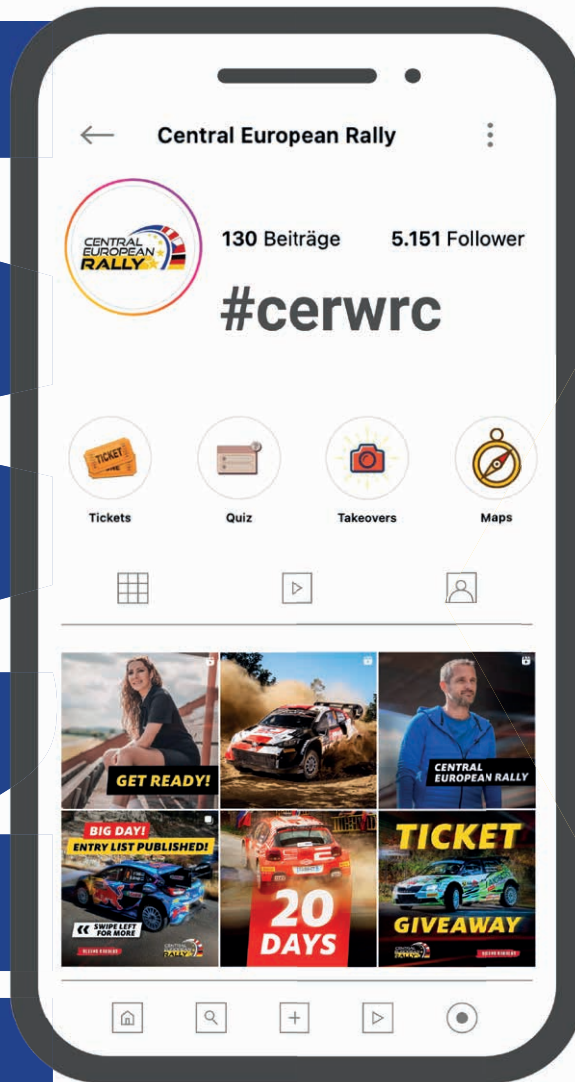 Central European Rally
CENTRAL
EUROPEAN
RALLY
130 Beiträge 5.151 Follower
#cerwrc
TICKET
Tickets Quiz Takeovers Maps
GET READY!
CENTRAL
EUROPEAN RALLY
BIG DAY!
ENTRY LIST PUBLISHED!
SWIPE LEFT
FOR MORE
20
DAYS
TICKET
GIVEAWAY